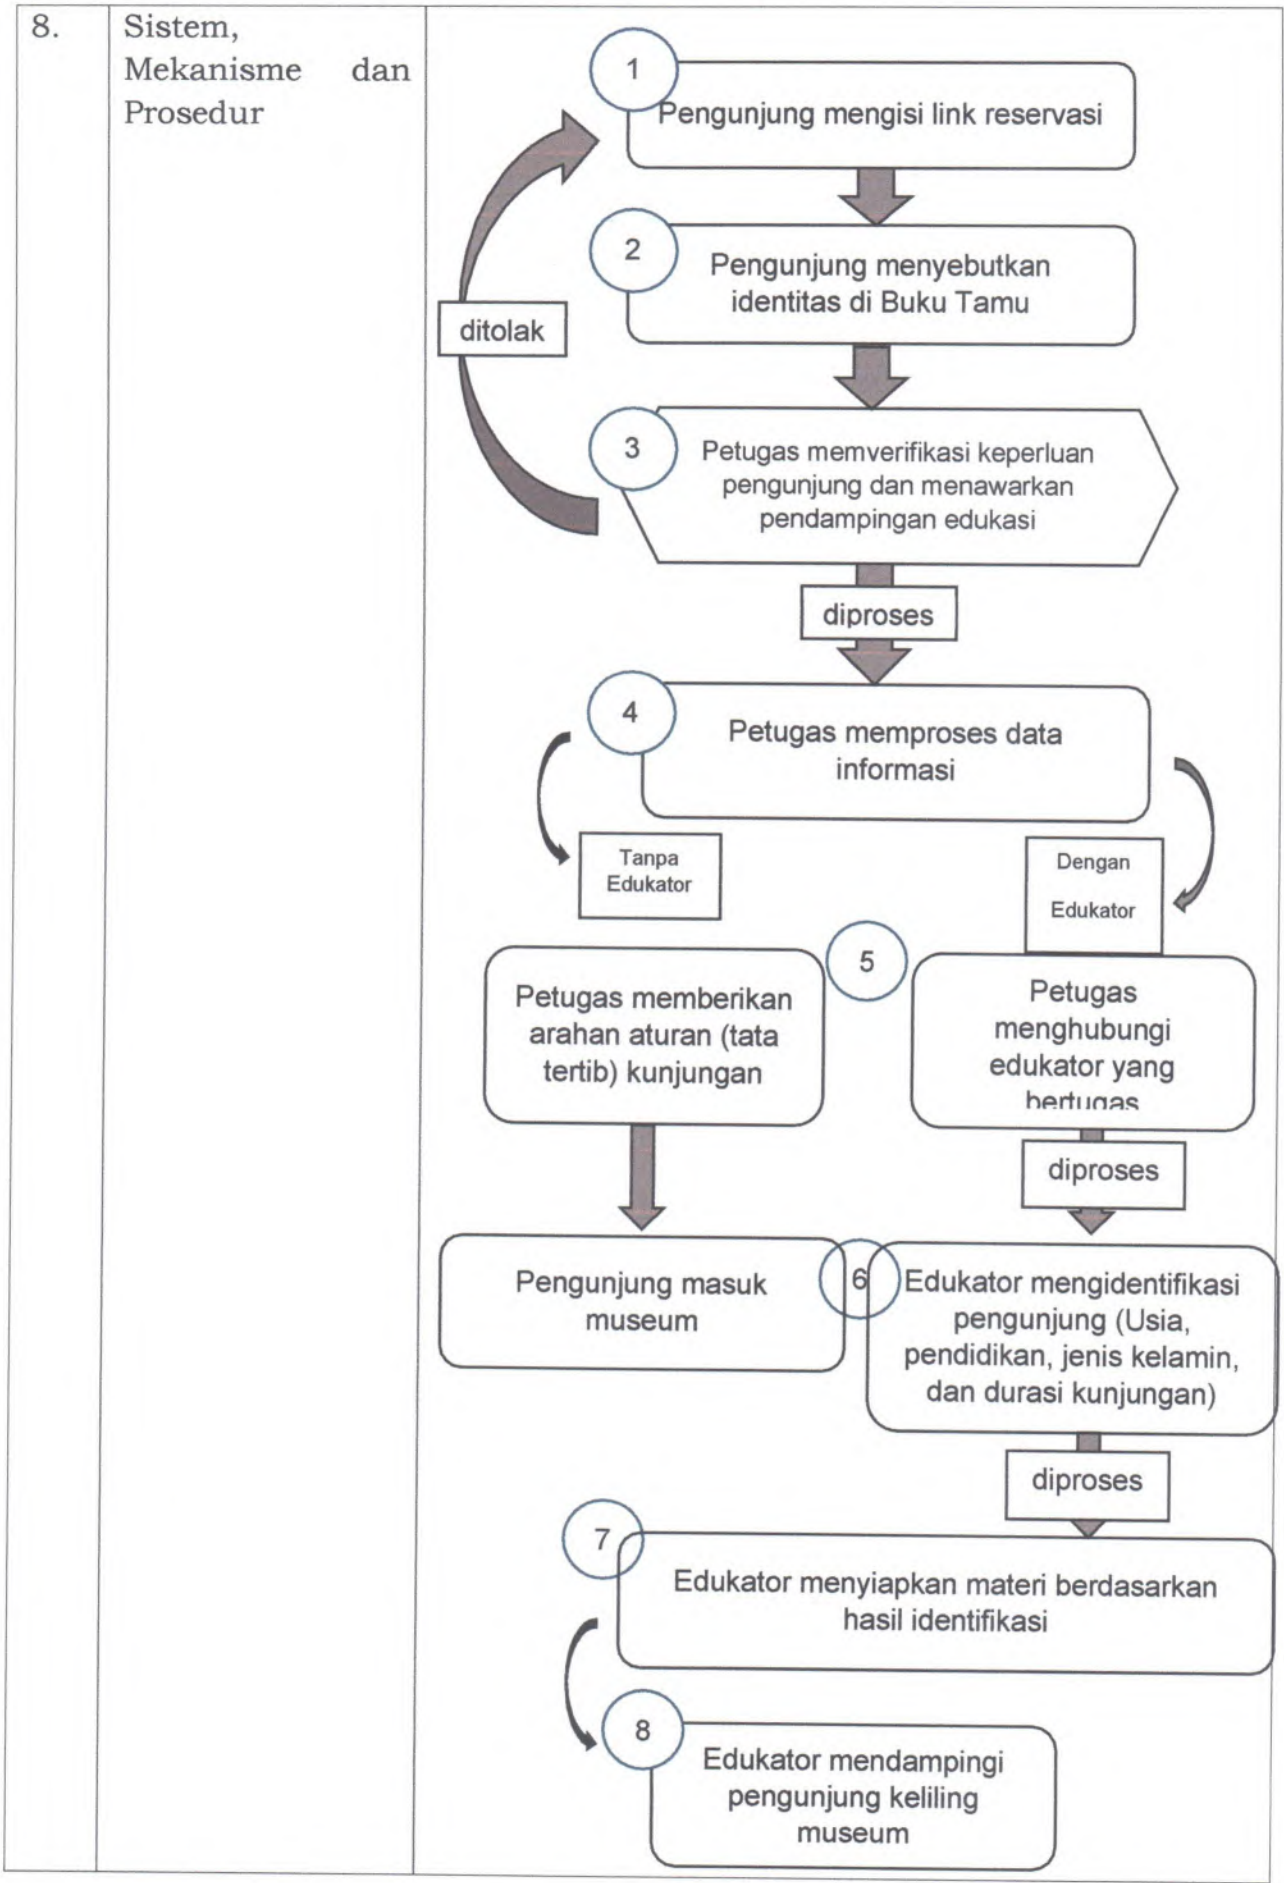 8.
Sistem,
Mekanisme dan
Prosedur
1
Pengunjung mengisi link reservasi
2
Pengunjung menyebutkan
identitas di Buku Tamu
ditolak
3
Petugas memverifikasi keperluan
pengunjung dan menawarkan
pendampingan edukasi
diproses
4
Petugas memproses data
informasi
Tanpa
Edukator
Dengan
Edukator
5
Petugas memberikan
arahan aturan (tata
tertib) kunjungan
Petugas
menghubungi
edukator yang
bertugas
diproses
6
Pengunjung masuk
museum
Edukator mengidentifikasi
pengunjung (Usia,
pendidikan, jenis kelamin,
dan durasi kunjungan)
diproses
7
Edukator menyiapkan materi berdasarkan
hasil identifikasi
8
Edukator mendampingi
pengunjung keliling
museum